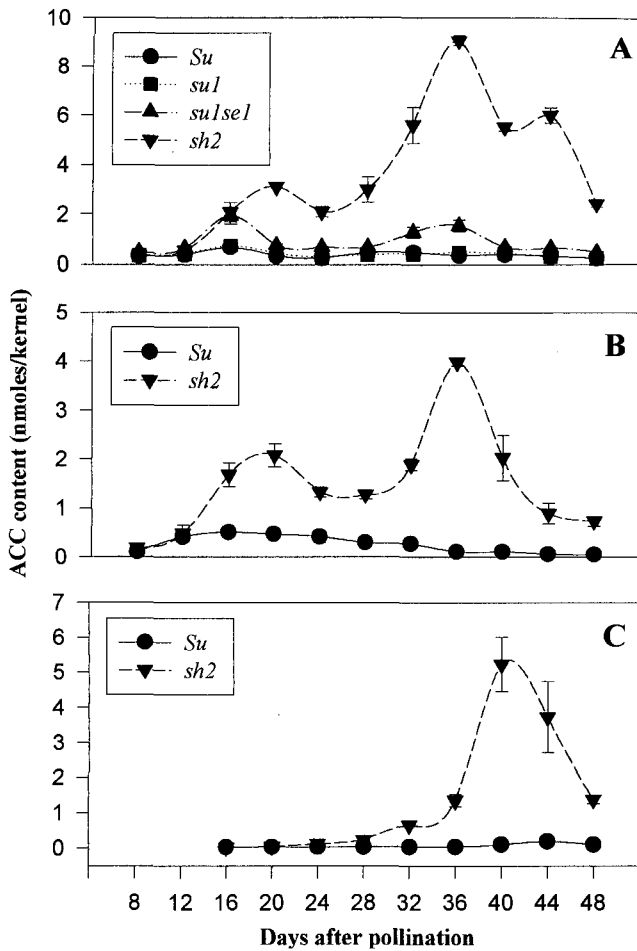 A
10
8
6
4
2
0
Su
su1
su1se1
sh2
B
5
4
3
2
1
0
Su
sh2
C
7
6
5
4
3
2
1
0
Su
sh2
ACC content (nmoles/kernel)
8 12 16 20 24 28 32 36 40 44 48
Days after pollination